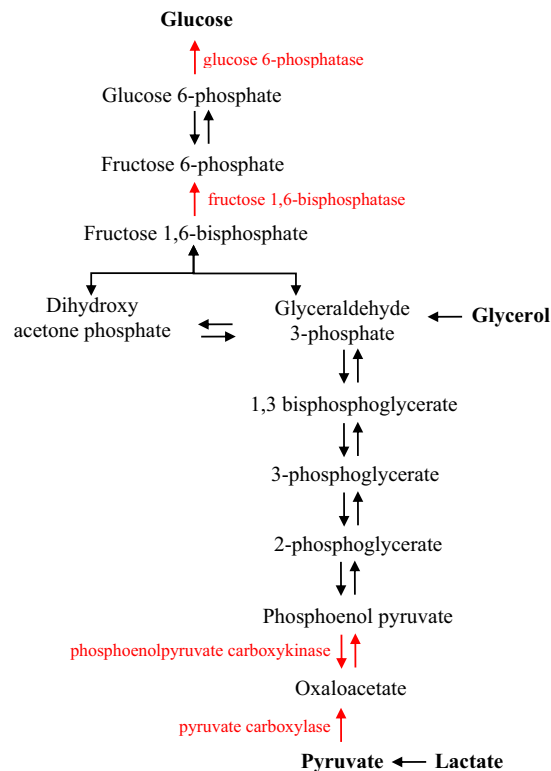 Glucose
glucose 6-phosphatase
Glucose 6-phosphate
Fructose 6-phosphate
fructose 1,6-bisphosphatase
Fructose 1,6-bisphosphate
Dihydroxy
acetone phosphate
Glyceraldehyde
3-phosphate
Glycerol
1,3 bisphosphoglycerate
3-phosphoglycerate
2-phosphoglycerate
Phosphoenol pyruvate
phosphoenolpyruvate carboxykinase
Oxaloacetate
pyruvate carboxylase
Pyruvate
Lactate